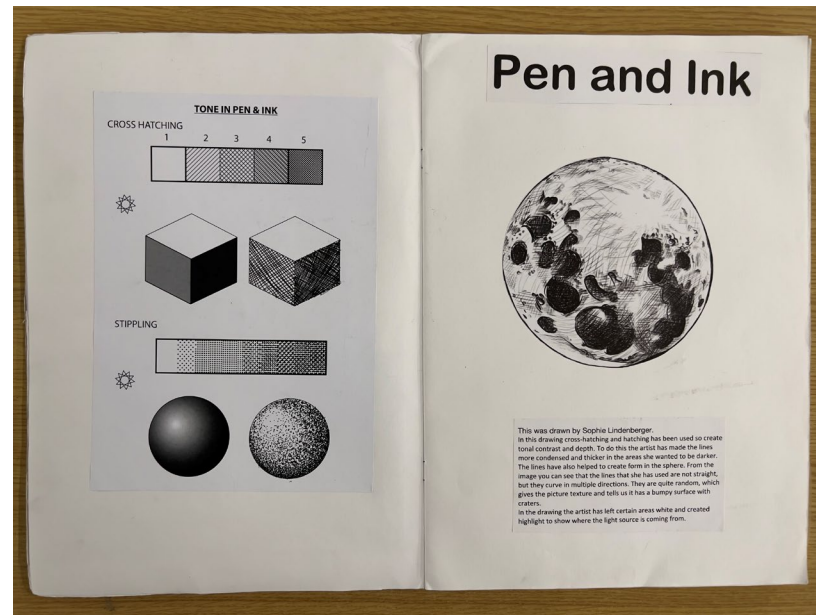 TONE IN PEN & INK
CROSS HATCHING
1 2 3 4 5
STIPPLING
Pen and Ink
This was drawn by Sophie Lindenberger.
In this drawing cross-hatching and hatching has been used so create
tonal contrast and depth. To do this the artist has made the lines
more condensed and thicker in the areas she wanted to be darker.
The lines have also helped to create form in the sphere. From the
image you can see that the lines that she has used are not straight,
but they curve in multiple directions. They are quite random, which
gives the picture texture and tells us it has a bumpy surface with
craters.
In the drawing the artist has left certain areas white and created
highlight to show where the light source is coming from.